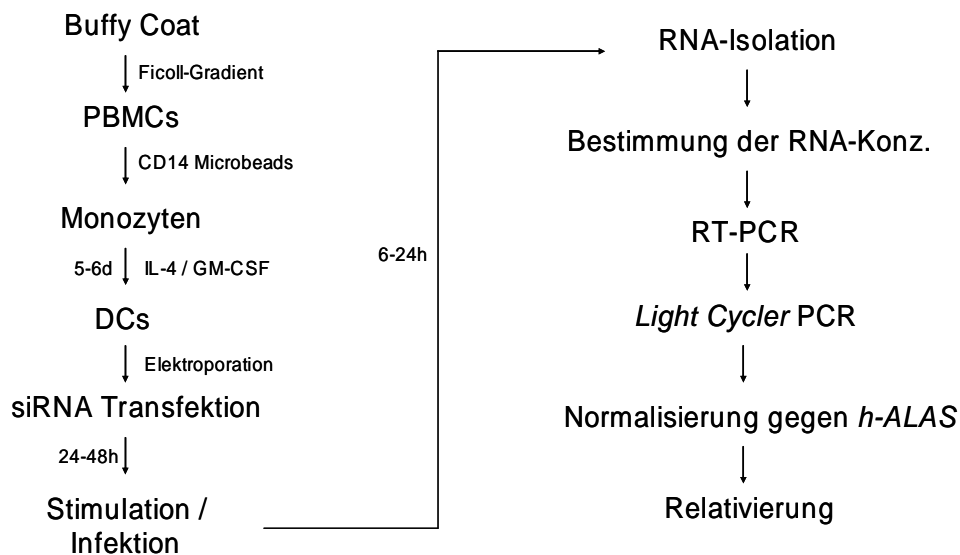 Buffy Coat
Ficoll-Gradient
PBMCs
CD14 Microbeads
Monozyten
5-6d IL-4 / GM-CSF
DCs
Elektroporation
siRNA Transfektion
24-48h
Stimulation /
Infektion
6-24h
RNA-Isolation
Bestimmung der RNA-Konz.
RT-PCR
Light Cycler PCR
Normalisierung gegen h-ALAS
Relativierung